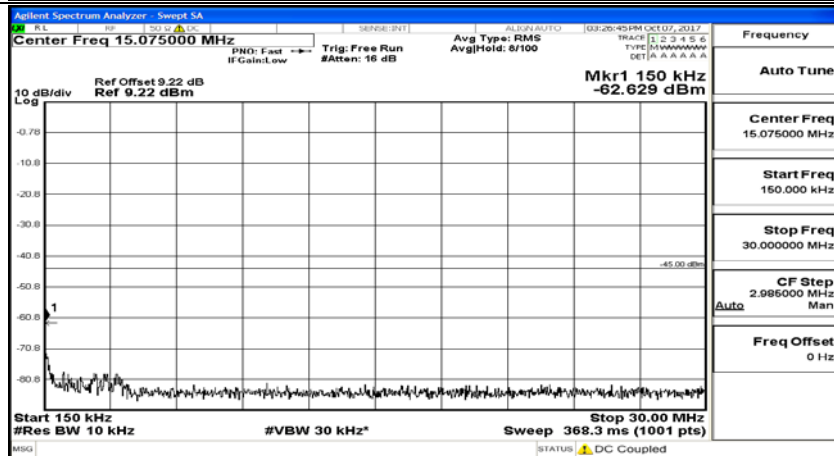 Agilent Spectrum Analyzer - Swept SA
RL RF 50 Ω DC SENSE:INT ALIGN AUTO 03:26:45 PM Oct 07, 2017
Center Freq 15.075000 MHz
PNO: Fast
IFGain:Low
Trig: Free Run
#Atten: 16 dB
Avg Type: RMS
Avg|Hold: 8/100
TRACE 1 2 3 4 5 6
TYPE M W W W W W
DET A A A A A A
Ref Offset 9.22 dB
Ref 9.22 dBm
10 dB/div
Log
Mkr1 150 kHz
-62.629 dBm
-0.78
-10.8
-20.8
-30.8
-40.8
-45.00 dBm
-50.8
1
-60.8
-70.8
-80.8
Start 150 kHz
Stop 30.00 MHz
#Res BW 10 kHz
#VBW 30 kHz*
Sweep 368.3 ms (1001 pts)
MSG
STATUS DC Coupled
Frequency
Auto Tune
Center Freq
15.075000 MHz
Start Freq
150.000 kHz
Stop Freq
30.000000 MHz
CF Step
2.985000 MHz
Auto Man
Freq Offset
0 Hz